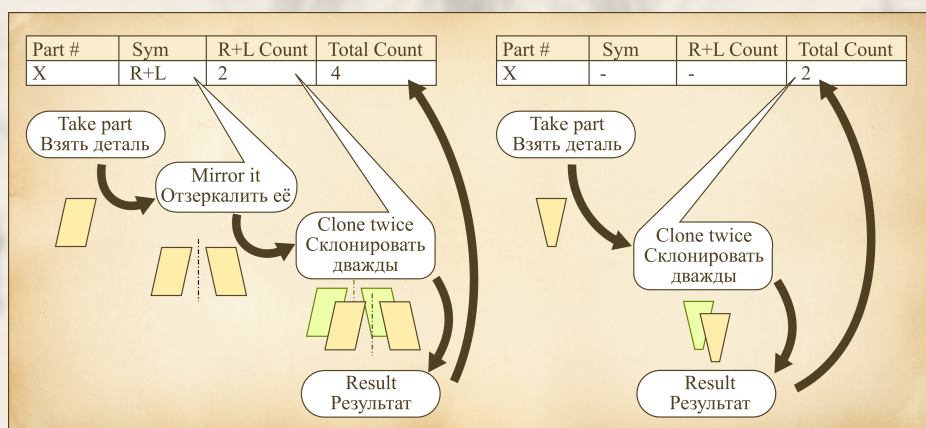 Part # Sym R+L Count Total Count
X R+L 2 4
Take part
Взять деталь
Mirror it
Отзеркалить её
Clone twice
Склонировать
дважды
Result
Результат
Part # Sym R+L Count Total Count
X - - 2
Take part
Взять деталь
Clone twice
Склонировать
дважды
Result
Результат